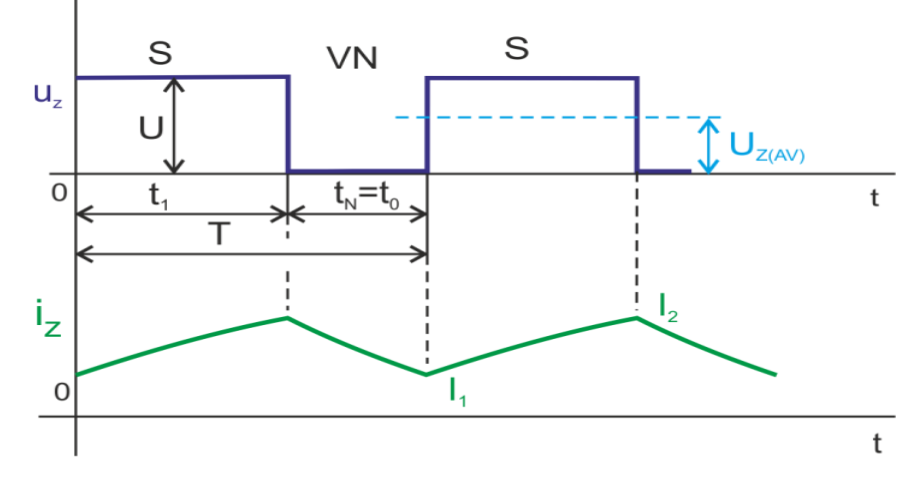 S VN S
u_z
U
U_Z(AV)
0 t_1 t_N=t_0 t
T
i_z I_2
0 I_1
t